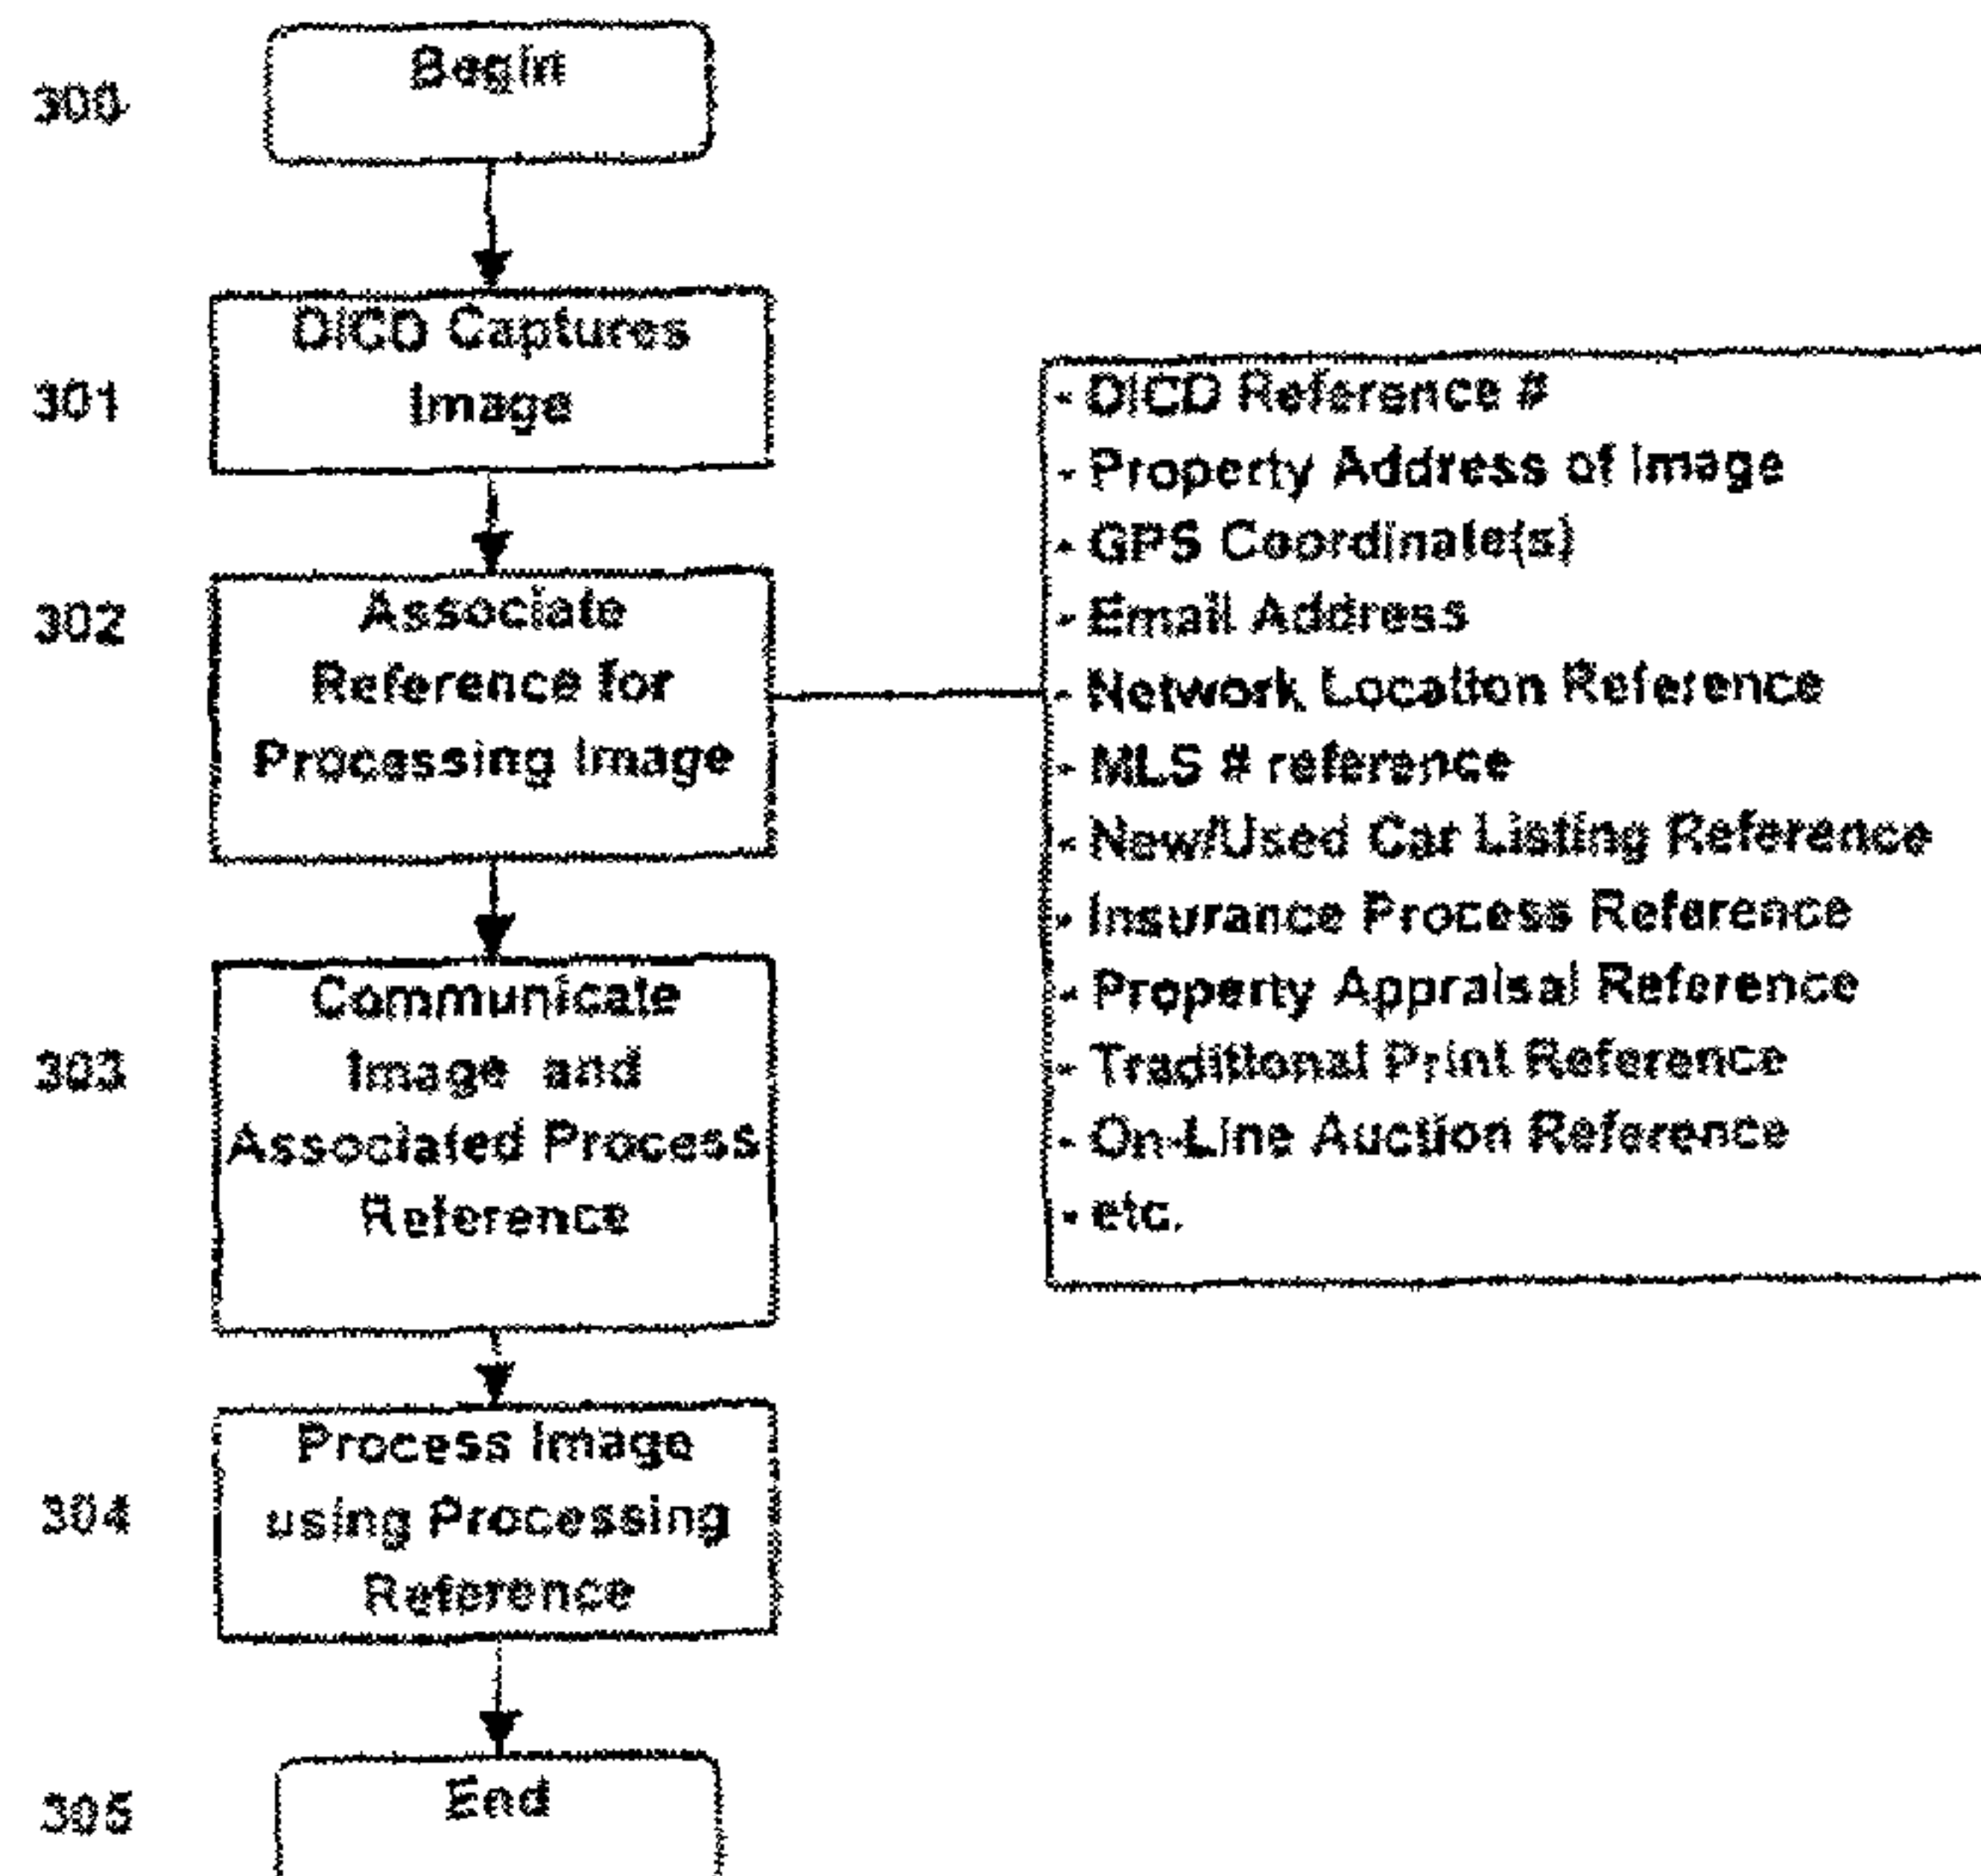 300
Begin
301
DICD Captures
Image
302
Associate
Reference for
Processing Image
- DICD Reference #
- Property Address of Image
- GPS Coordinate(s)
- Email Address
- Network Location Reference
- MLS # reference
- New/Used Car Listing Reference
- Insurance Process Reference
- Property Appraisal Reference
- Traditional Print Reference
- On-Line Auction Reference
- etc.
303
Communicate
Image and
Associated Process
Reference
304
Process Image
using Processing
Reference
305
End